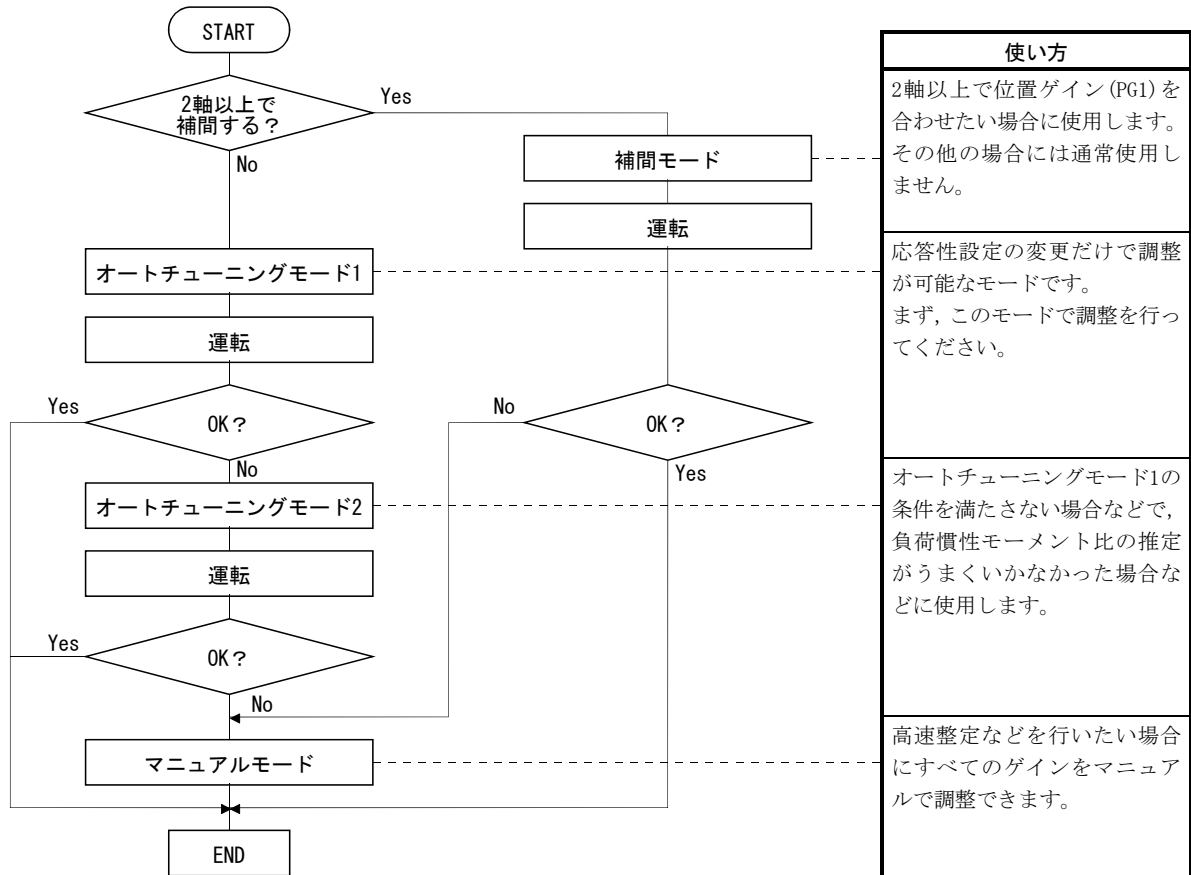 START
2軸以上で
補間する？
Yes
No
補間モード
運転
オートチューニングモード1
運転
Yes
OK？
No
No
OK？
Yes
オートチューニングモード2
運転
Yes
OK？
No
マニュアルモード
END
使い方
2軸以上で位置ゲイン(PG1)を
合わせたい場合に使用します。
その他の場合には通常使用し
ません。
応答性設定の変更だけで調整
が可能なモードです。
まず，このモードで調整を行っ
てください。
オートチューニングモード1の
条件を満たさない場合などで，
負荷慣性モーメント比の推定
がうまくいかなかった場合な
どに使用します。
高速整定などを行いたい場合
にすべてのゲインをマニュア
ルで調整できます。